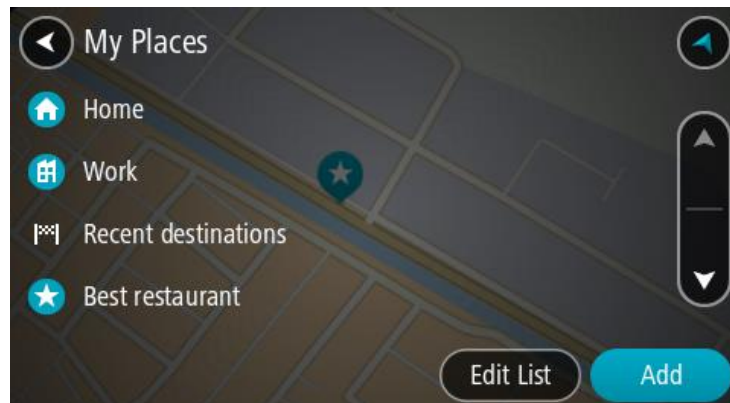 My Places
Home
Work
Recent destinations
Best restaurant
Edit List
Add